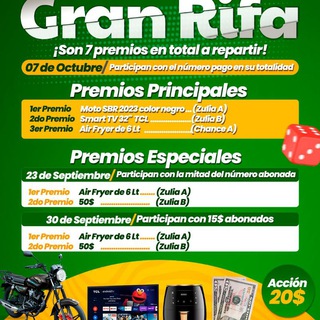 Gran Rifa
¡Son 7 premios en total a repartir!
07 de Octubre/ Participan con el número pago en su totalidad
Premios Principales
1er Premio Moto SBR 2023 color negro ... (Zulia A)
2do Premio Smart TV 32" TCL ............... (Zulia B)
3er Premio Air Fryer de 6 Lt ............... (Chance A)
Premios Especiales
23 de Septiembre/ Participan con la mitad del número abonada
1er Premio Air Fryer de 6 Lt ......... (Zulia A)
2do Premio 50$ ......................... (Zulia B)
30 de Septiembre/ Participan con 15$ abonados
1er Premio Air Fryer de 6 Lt ......... (Zulia A)
2do Premio 50$ ......................... (Zulia B)
TCL
Acción
20$